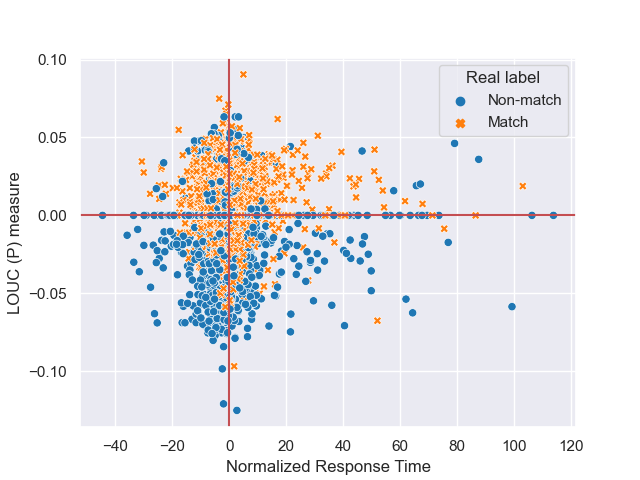 Real label
Non-match
Match
0.10
0.05
0.00
−0.05
−0.10
LOUC (P) measure
−40 −20 0 20 40 60 80 100 120
Normalized Response Time